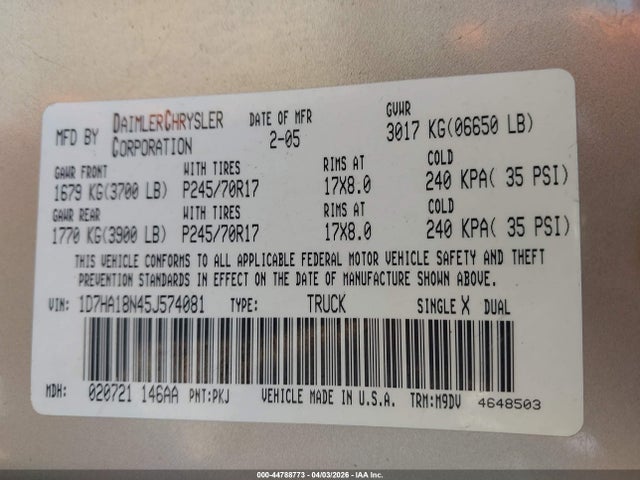 MFD BY DAIMLERCHRYSLER CORPORATION DATE OF MFR 2-05 GVWR 3017 KG(06650 LB)
GAWR FRONT WITH TIRES RIMS AT COLD
1679 KG(3700 LB) P245/70R17 17X8.0 240 KPA( 35 PSI)
GAWR REAR WITH TIRES RIMS AT COLD
1770 KG(3900 LB) P245/70R17 17X8.0 240 KPA( 35 PSI)
THIS VEHICLE CONFORMS TO ALL APPLICABLE FEDERAL MOTOR VEHICLE SAFETY AND THEFT
PREVENTION STANDARDS IN EFFECT ON THE DATE OF MANUFACTURE SHOWN ABOVE.
VIN: 1D7HA18N45J574081 TYPE: TRUCK SINGLE X DUAL
MDH: 020721 146AA PNT:PKJ VEHICLE MADE IN U.S.A. TRM:M9DV 4648503
000-44788773 - 04/03/2026 - IAA Inc.